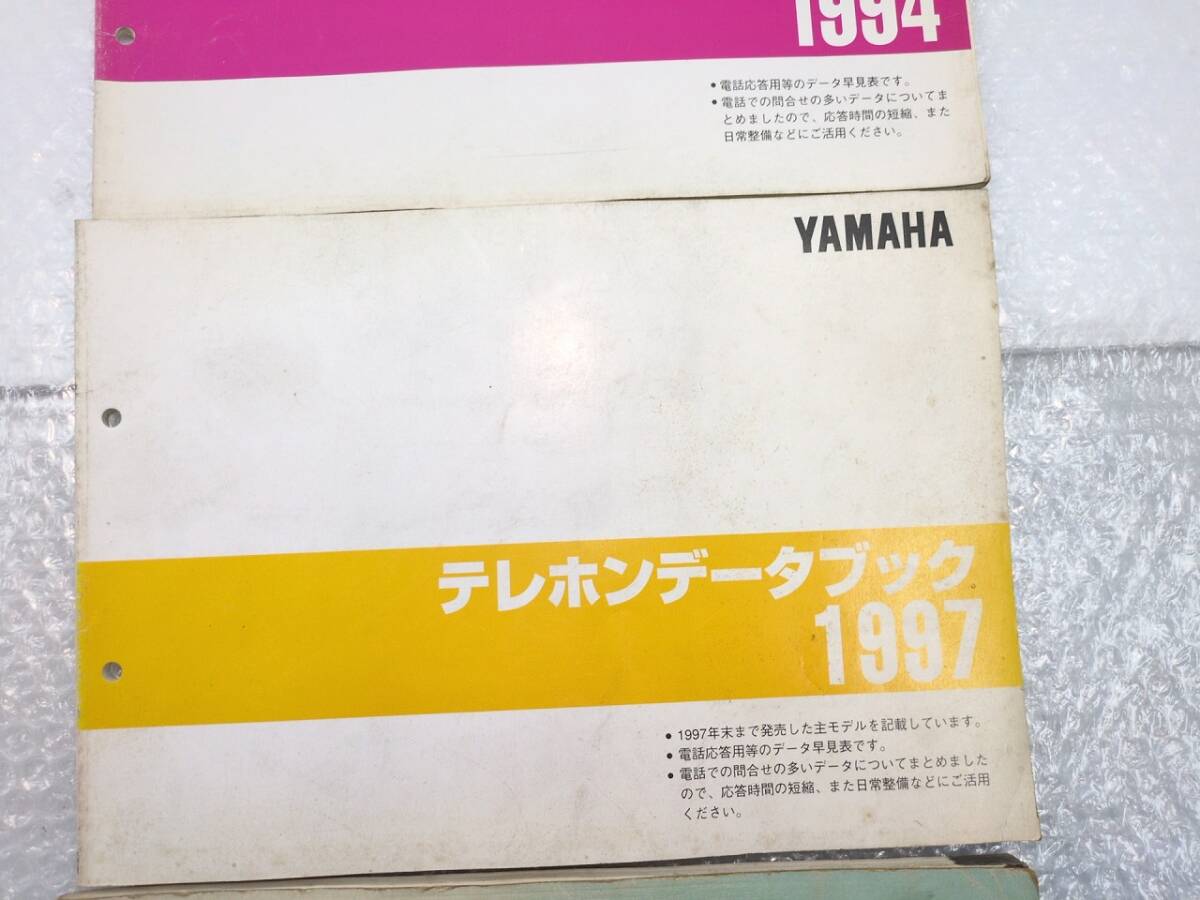 1994
• 電話応答用等のデータ早見表です。
• 電話での問合せの多いデータについてま
とめましたので、応答時間の短縮、また
日常整備などにご活用ください。
YAMAHA
テレホンデータブック
1997
• 1997年末まで発売した主モデルを記載しています。
• 電話応答用等のデータ早見表です。
• 電話での問合せの多いデータについてまとめました
ので、応答時間の短縮、また日常整備などにご活用
ください。